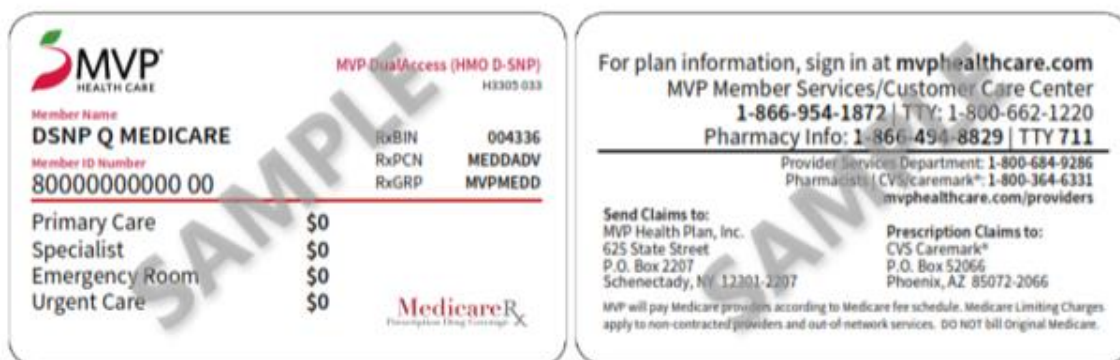 MVP®
HEALTH CARE
MVP DualAccess (HMO D-SNP)
H3305 033
Member Name
DSNP Q MEDICARE
Member ID Number
80000000000 00
RxBIN 004336
RxPCN MEDDADV
RxGRP MVPMEDD
Primary Care $0
Specialist $0
Emergency Room $0
Urgent Care $0
MedicareRx
Prescription Drug Coverage
SAMPLE
For plan information, sign in at mvphealthcare.com
MVP Member Services/Customer Care Center
1-866-954-1872 | TTY: 1-800-662-1220
Pharmacy Info: 1-866-494-8829 | TTY 711
Provider Services Department: 1-800-684-9286
Pharmacists | CVS/caremark®: 1-800-364-6331
mvphealthcare.com/providers
Send Claims to:
MVP Health Plan, Inc.
625 State Street
P.O. Box 2207
Schenectady, NY 12301-2207
Prescription Claims to:
CVS Caremark®
P.O. Box 52066
Phoenix, AZ 85072-2066
MVP will pay Medicare providers according to Medicare fee schedule. Medicare Limiting Charges
apply to non-contracted providers and out-of-network services. DO NOT bill Original Medicare.
SAMPLE